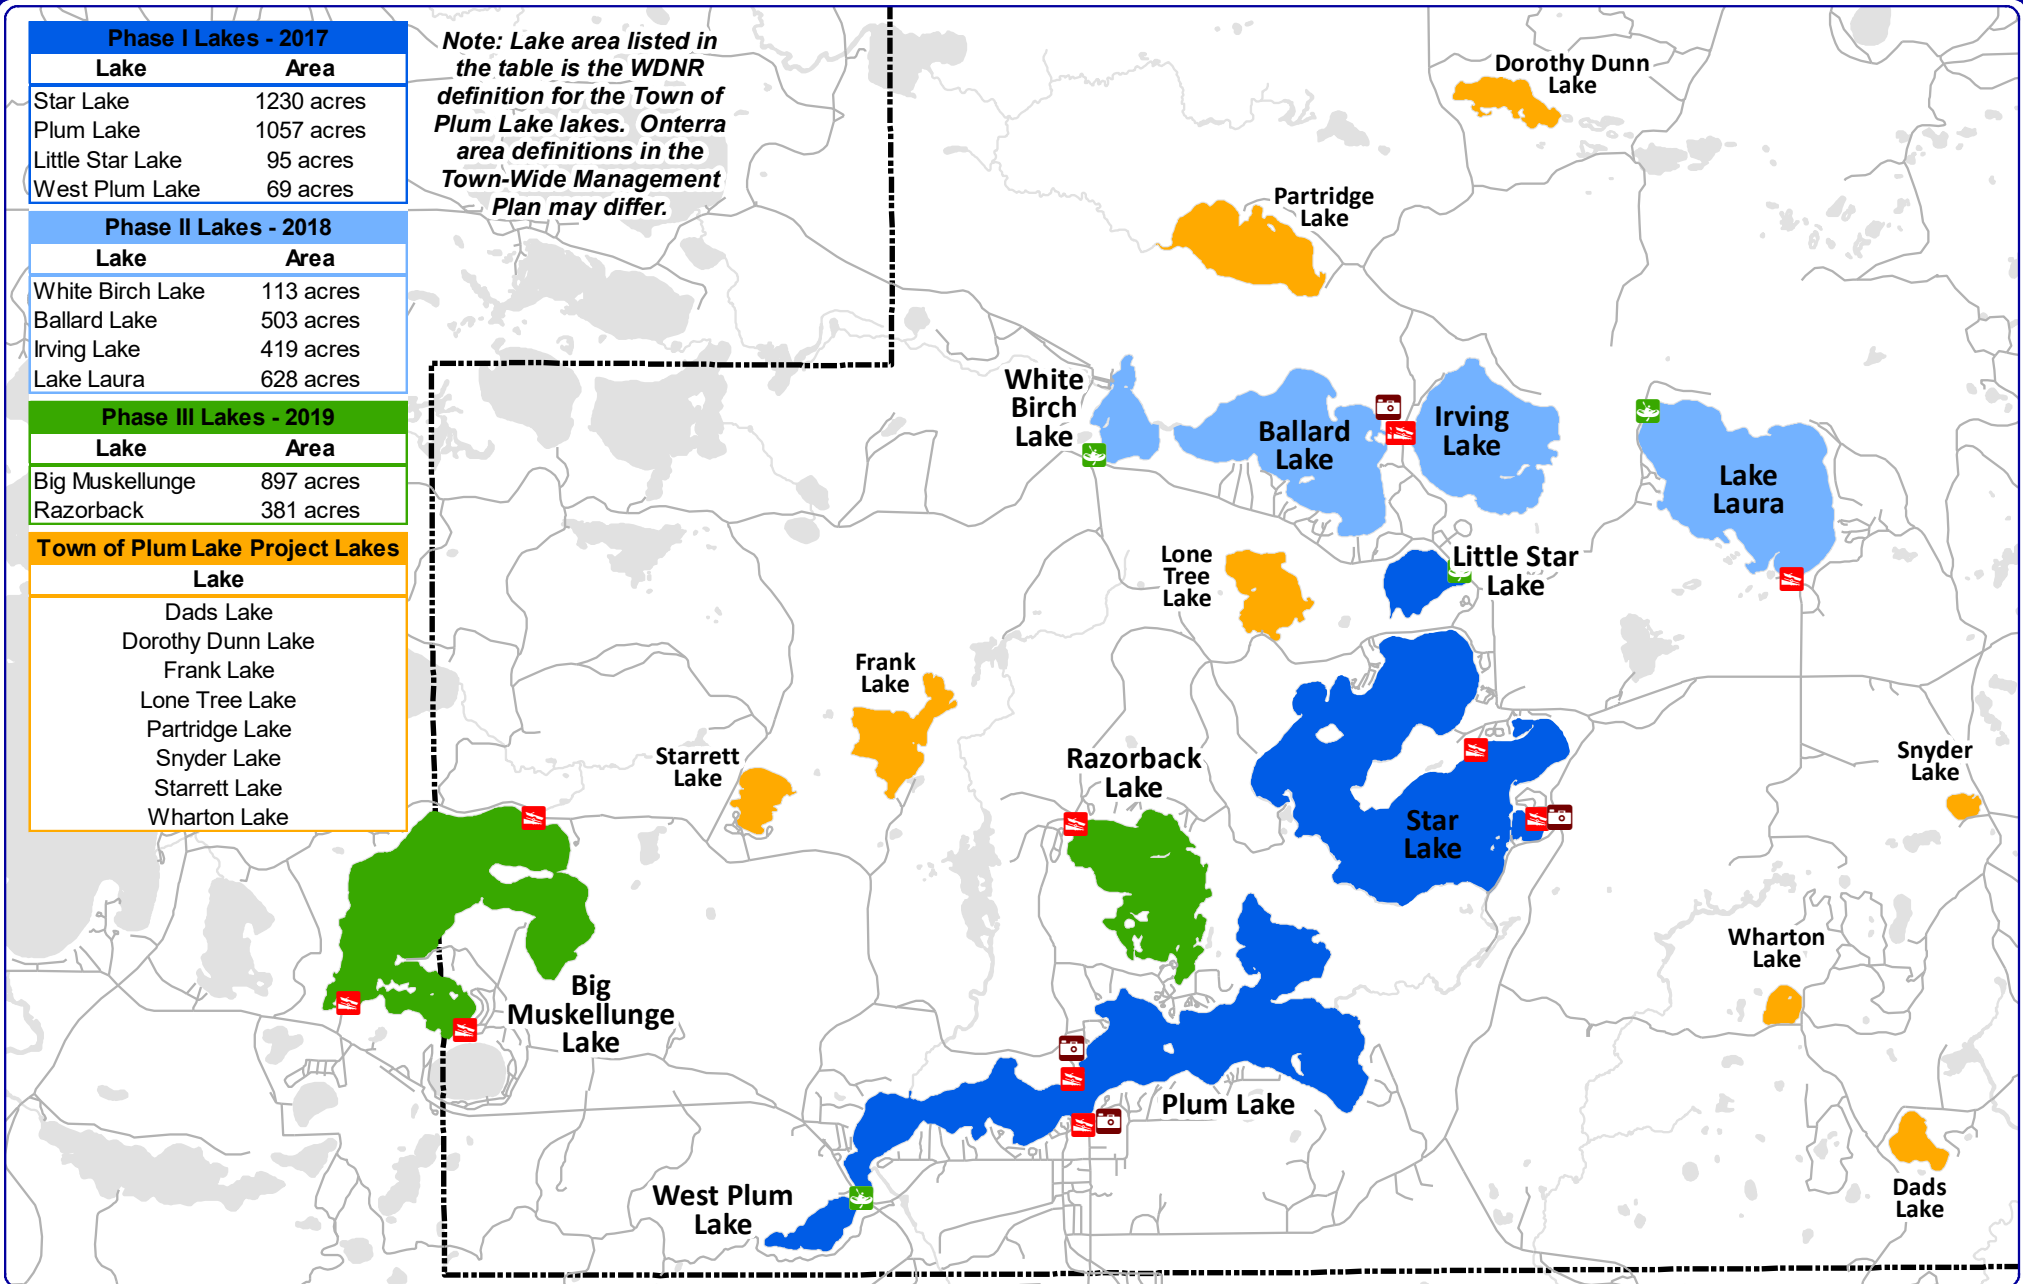 Phase I Lakes - 2017
Lake Area
Star Lake 1230 acres
Plum Lake 1057 acres
Little Star Lake 95 acres
West Plum Lake 69 acres
Phase II Lakes - 2018
Lake Area
White Birch Lake 113 acres
Ballard Lake 503 acres
Irving Lake 419 acres
Lake Laura 628 acres
Phase III Lakes - 2019
Lake Area
Big Muskellunge 897 acres
Razorback 381 acres
Town of Plum Lake Project Lakes
Lake
Dads Lake
Dorothy Dunn Lake
Frank Lake
Lone Tree Lake
Partridge Lake
Snyder Lake
Starrett Lake
Wharton Lake
Note: Lake area listed in
the table is the WDNR
definition for the Town of
Plum Lake lakes. Onterra
area definitions in the
Town-Wide Management
Plan may differ.
Dorothy Dunn
Lake
Partridge
Lake
White
Birch
Lake
Ballard
Lake
Irving
Lake
Lake
Laura
Lone
Tree
Lake
Little Star
Lake
Frank
Lake
Starrett
Lake
Razorback
Lake
Star
Lake
Snyder
Lake
Wharton
Lake
Big
Muskellunge
Lake
Plum Lake
West Plum
Lake
Dads
Lake